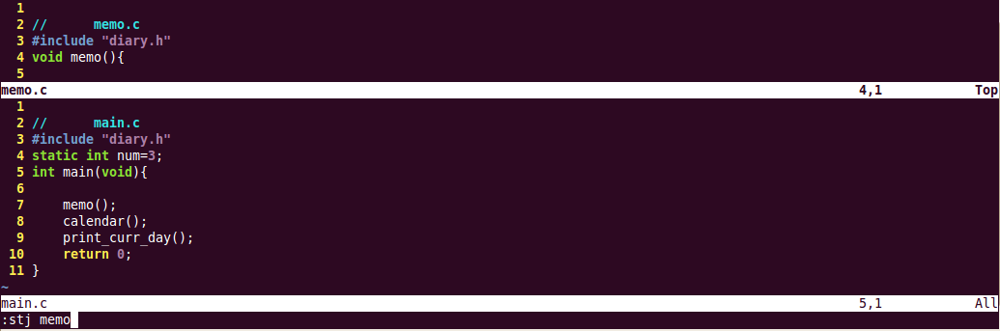 1
2 //      memo.c
3 #include "diary.h"
4 void memo(){
5
memo.c 4,1 Top
1
2 //      main.c
3 #include "diary.h"
4 static int num=3;
5 int main(void){
6
7     memo();
8     calendar();
9     print_curr_day();
10     return 0;
11 }
~
main.c 5,1 All
:stj memo